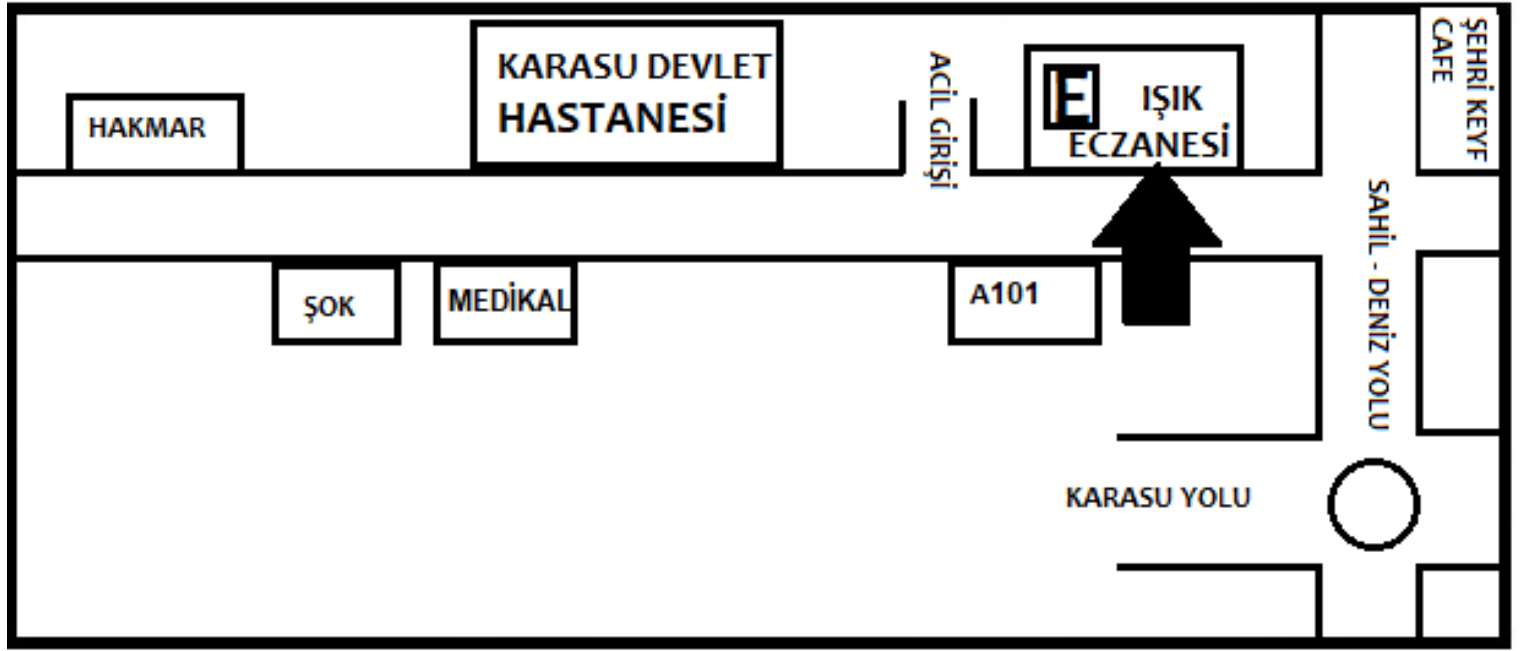 KARASU DEVLET
HASTANESİ
HAKMAR
ACİL GİRİŞİ
E
IŞIK
ECZANESİ
ŞEHRİ KEYF
CAFE
ŞOK
MEDİKAL
A101
SAHİL - DENİZ YOLU
KARASU YOLU